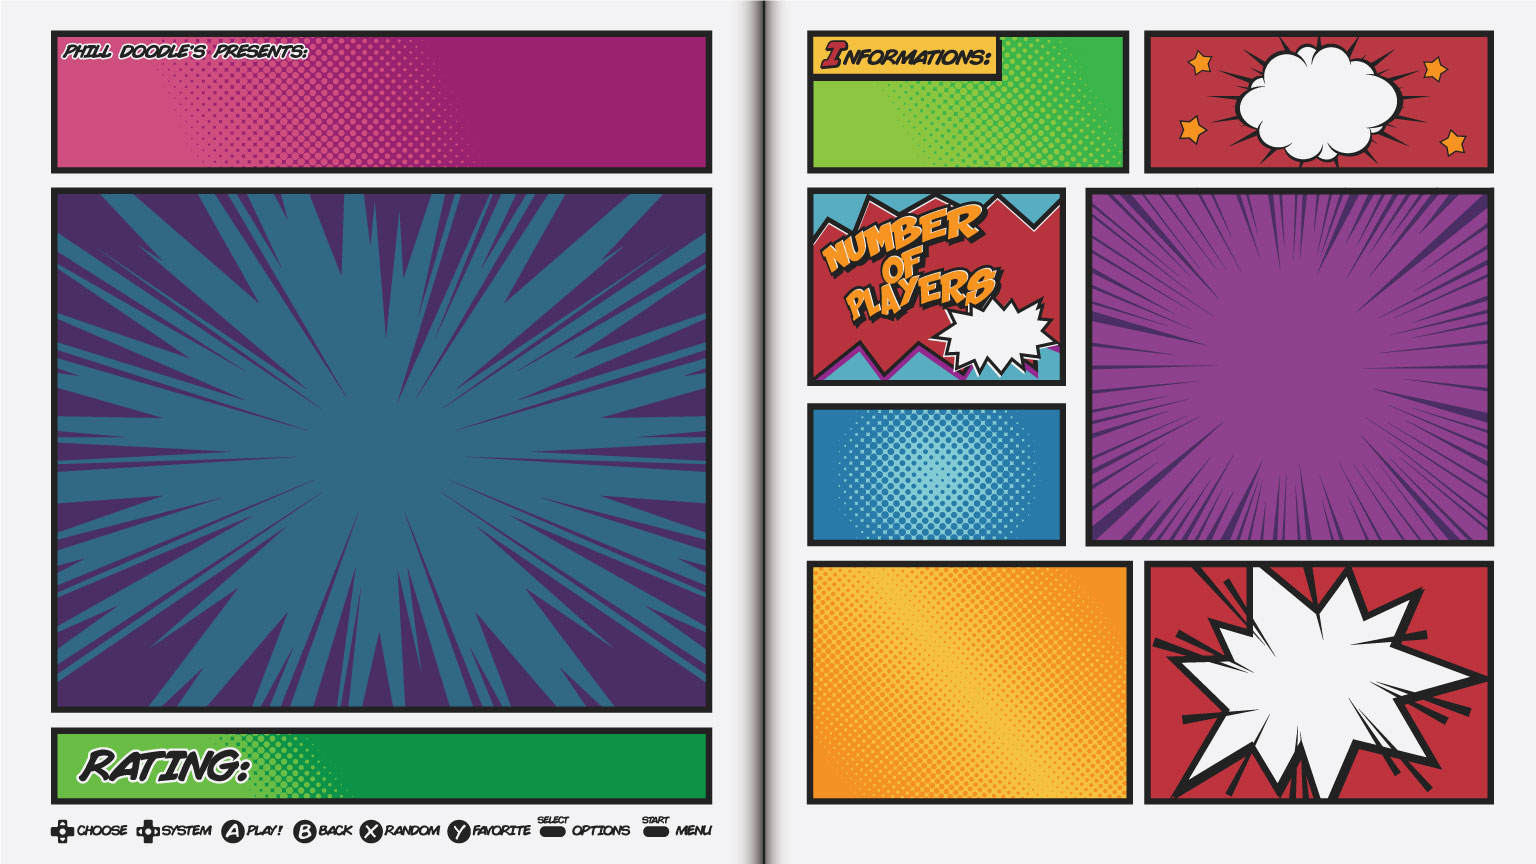 PHILL DOODLE'S PRESENTS:
INFORMATIONS:
NUMBER
OF
PLAYERS
RATING:
CHOOSE SYSTEM A PLAY! B BACK X RANDOM Y FAVORITE SELECT OPTIONS START MENU